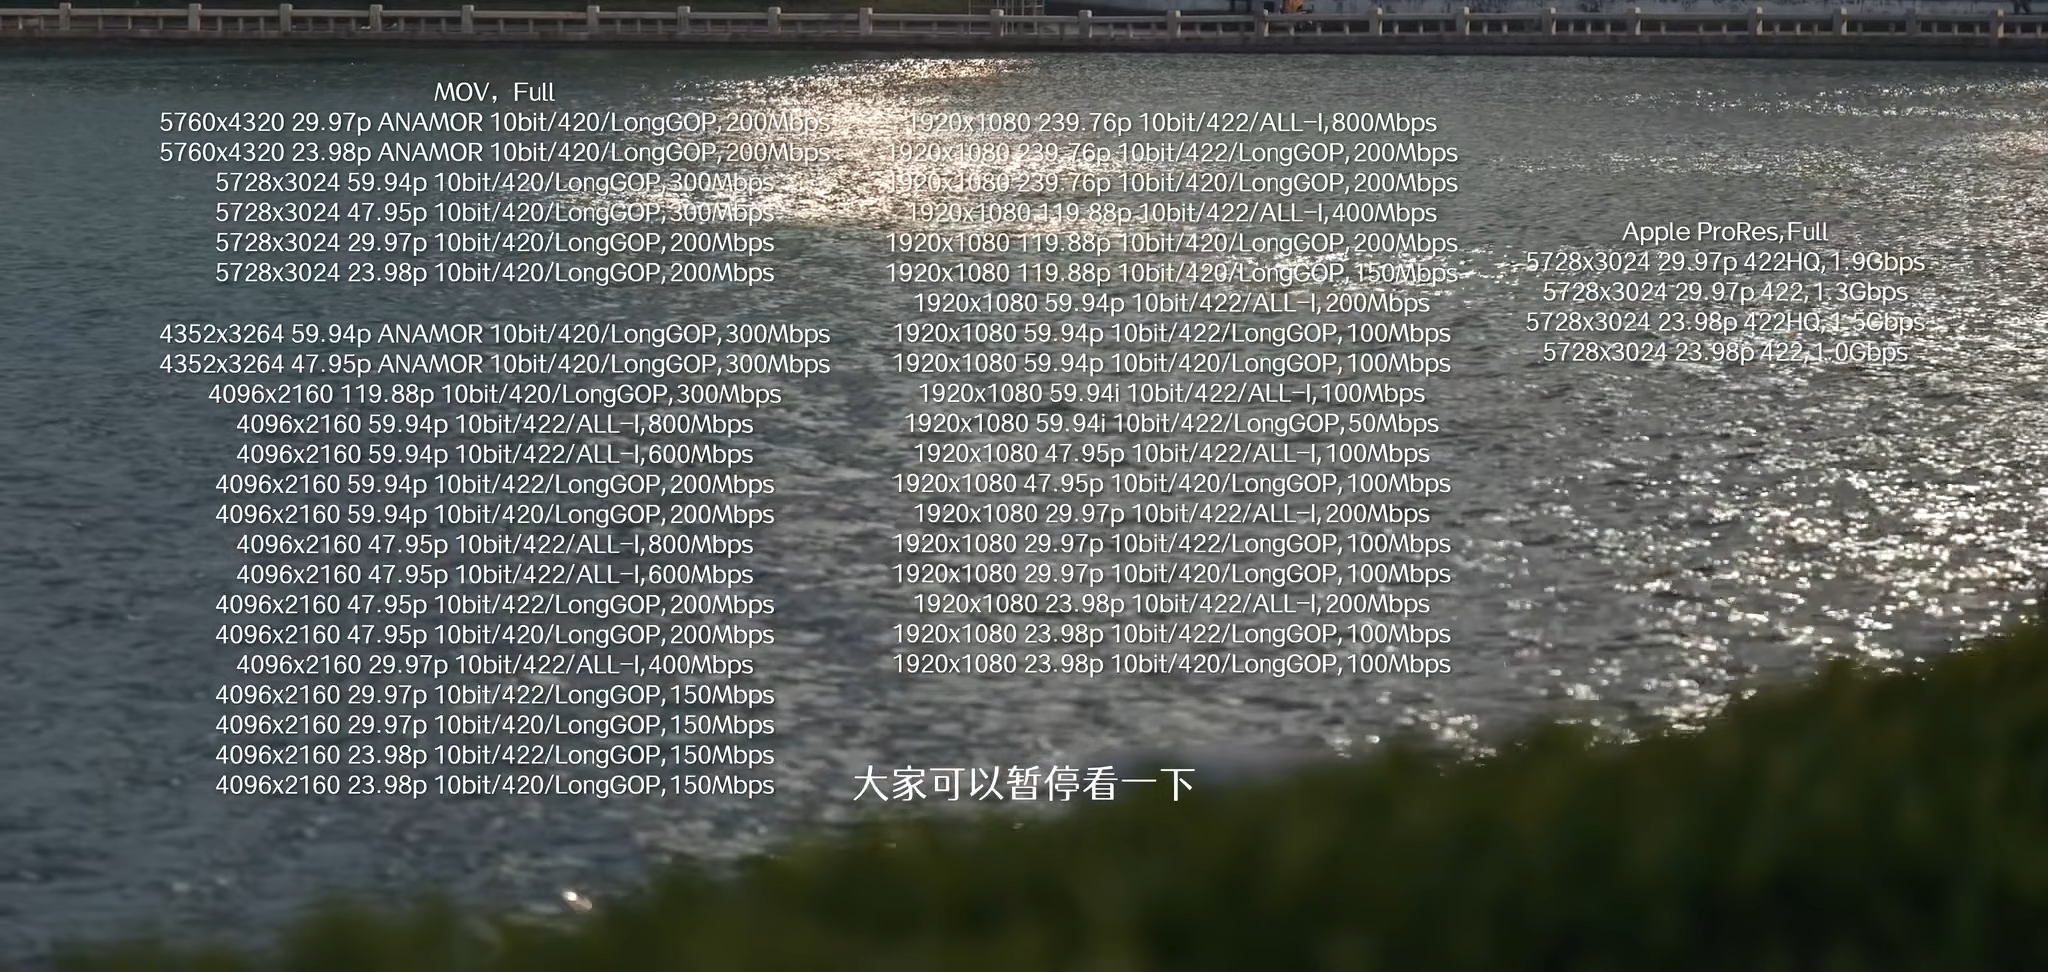 MOV，Full
5760x4320 29.97p ANAMOR 10bit/420/LongGOP,200Mbps
5760x4320 23.98p ANAMOR 10bit/420/LongGOP,200Mbps
5728x3024 59.94p 10bit/420/LongGOP,300Mbps
5728x3024 47.95p 10bit/420/LongGOP,300Mbps
5728x3024 29.97p 10bit/420/LongGOP,200Mbps
5728x3024 23.98p 10bit/420/LongGOP,200Mbps
4352x3264 59.94p ANAMOR 10bit/420/LongGOP,300Mbps
4352x3264 47.95p ANAMOR 10bit/420/LongGOP,300Mbps
4096x2160 119.88p 10bit/420/LongGOP,300Mbps
4096x2160 59.94p 10bit/422/ALL-I,800Mbps
4096x2160 59.94p 10bit/422/ALL-I,600Mbps
4096x2160 59.94p 10bit/422/LongGOP,200Mbps
4096x2160 59.94p 10bit/420/LongGOP,200Mbps
4096x2160 47.95p 10bit/422/ALL-I,800Mbps
4096x2160 47.95p 10bit/422/ALL-I,600Mbps
4096x2160 47.95p 10bit/422/LongGOP,200Mbps
4096x2160 47.95p 10bit/420/LongGOP,200Mbps
4096x2160 29.97p 10bit/422/ALL-I,400Mbps
4096x2160 29.97p 10bit/422/LongGOP,150Mbps
4096x2160 29.97p 10bit/420/LongGOP,150Mbps
4096x2160 23.98p 10bit/422/LongGOP,150Mbps
4096x2160 23.98p 10bit/420/LongGOP,150Mbps
1920x1080 239.76p 10bit/422/ALL-I,800Mbps
1920x1080 239.76p 10bit/422/LongGOP,200Mbps
1920x1080 239.76p 10bit/420/LongGOP,200Mbps
1920x1080 119.88p 10bit/422/ALL-I,400Mbps
1920x1080 119.88p 10bit/422/LongGOP,200Mbps
1920x1080 119.88p 10bit/420/LongGOP,150Mbps
1920x1080 59.94p 10bit/422/ALL-I,200Mbps
1920x1080 59.94p 10bit/422/LongGOP,100Mbps
1920x1080 59.94p 10bit/420/LongGOP,100Mbps
1920x1080 59.94i 10bit/422/ALL-I,100Mbps
1920x1080 59.94i 10bit/422/LongGOP,50Mbps
1920x1080 47.95p 10bit/422/ALL-I,100Mbps
1920x1080 47.95p 10bit/420/LongGOP,100Mbps
1920x1080 29.97p 10bit/422/ALL-I,200Mbps
1920x1080 29.97p 10bit/422/LongGOP,100Mbps
1920x1080 29.97p 10bit/420/LongGOP,100Mbps
1920x1080 23.98p 10bit/422/ALL-I,200Mbps
1920x1080 23.98p 10bit/422/LongGOP,100Mbps
1920x1080 23.98p 10bit/420/LongGOP,100Mbps
Apple ProRes,Full
5728x3024 29.97p 422HQ,1.9Gbps
5728x3024 29.97p 422,1.3Gbps
5728x3024 23.98p 422HQ,1.5Gbps
5728x3024 23.98p 422,1.0Gbps
大家可以暂停看一下